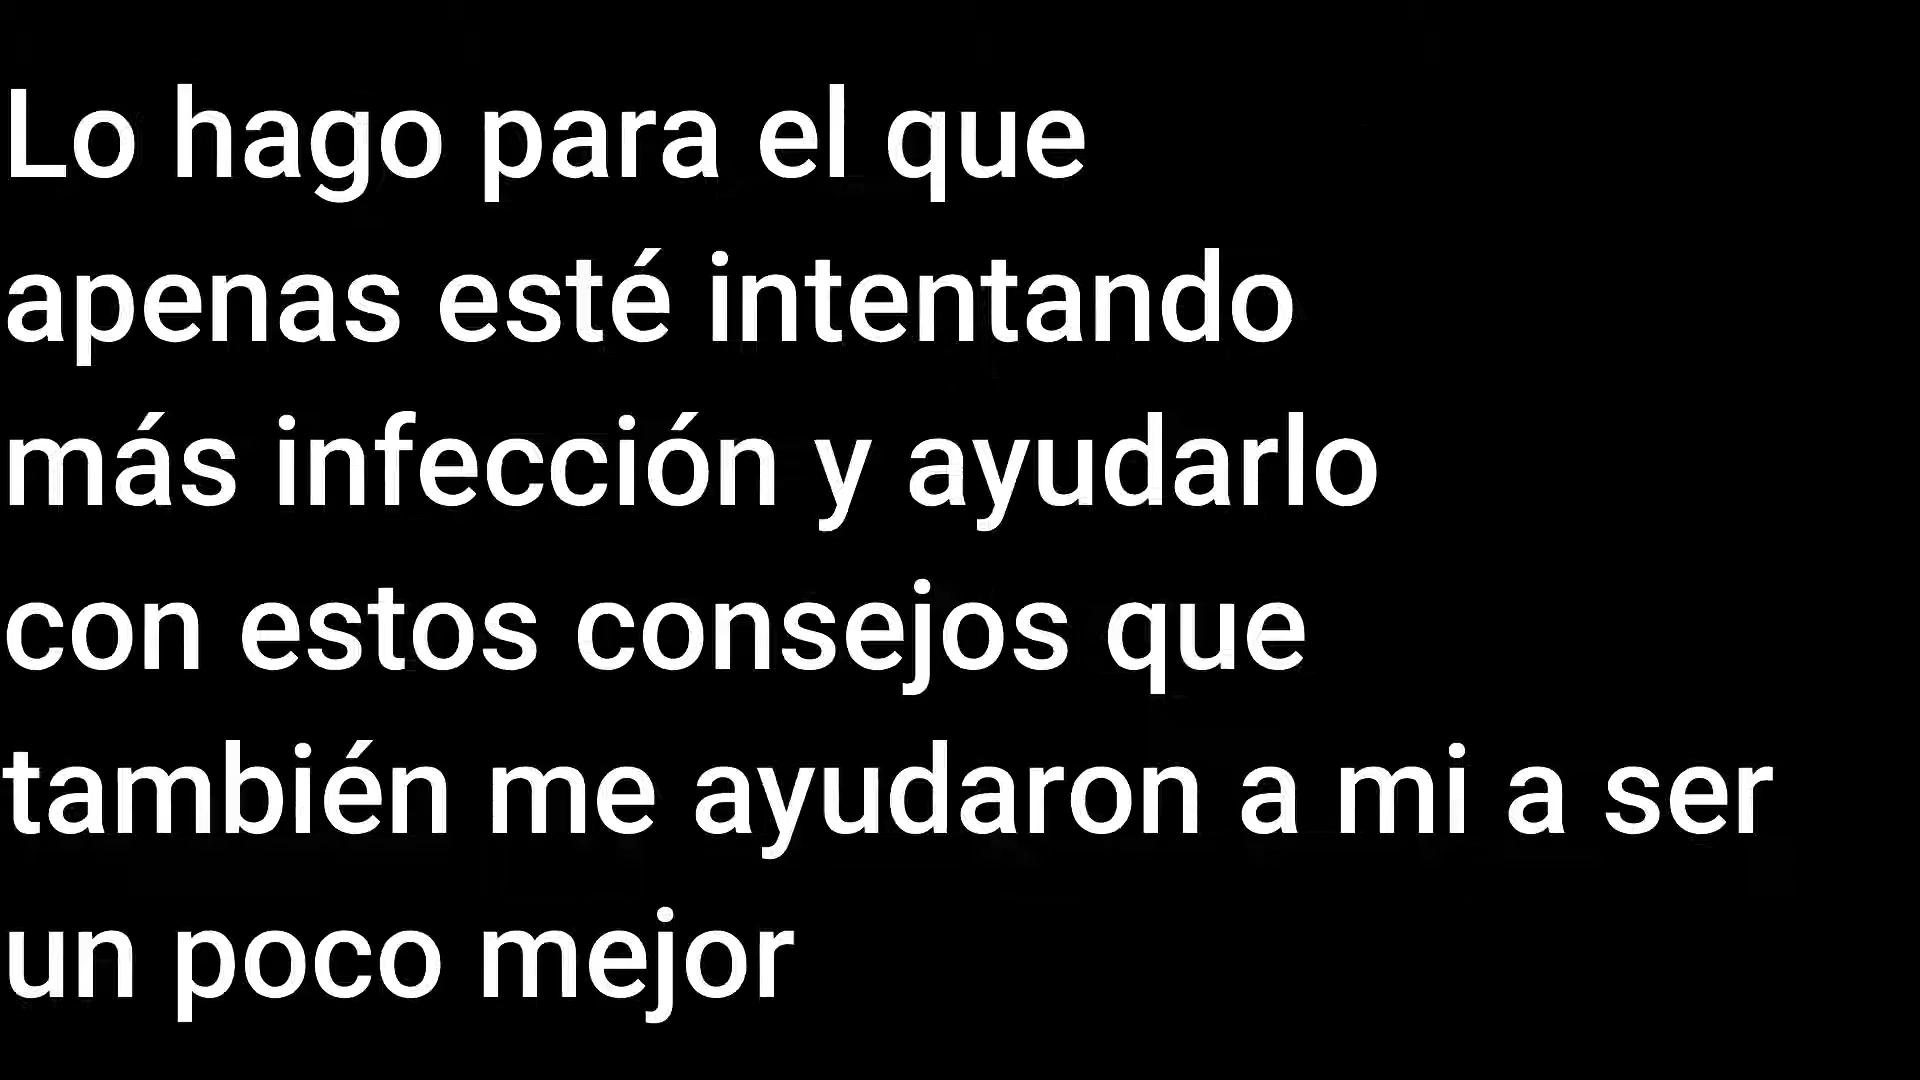 Lo hago para el que
apenas esté intentando
más infección y ayudarlo
con estos consejos que
también me ayudaron a mi a ser
un poco mejor